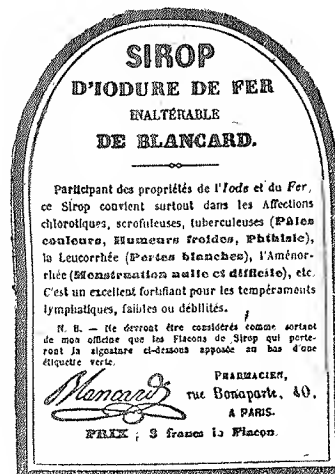 SIROP
D'IODURE DE FER
INALTÉRABLE
DE BLANCARD.
Participant des propriétés de l'Iode et du Fer,
ce Sirop convient surtout dans les Affections
chlorotiques, scrofuleuses, tuberculeuses (Pâles
couleurs, Humeurs froides, Phthisie),
la Leucorrhée (Pertes blanches), l'Aménor-
rhée (Menstruation nulle et difficile), etc.
C'est un excellent fortifiant pour les tempéraments
lymphatiques, faibles ou débilités.
N. B. — Ne devront être considérés comme sortant
de mon officine que les Flacons de Sirop qui porte-
ront la signature ci-dessous apposée au bas d'une
étiquette verte.
Blancard
PHARMACIEN,
rue Bonaparte, 40,
A PARIS.
PRIX : 3 francs le Flacon.